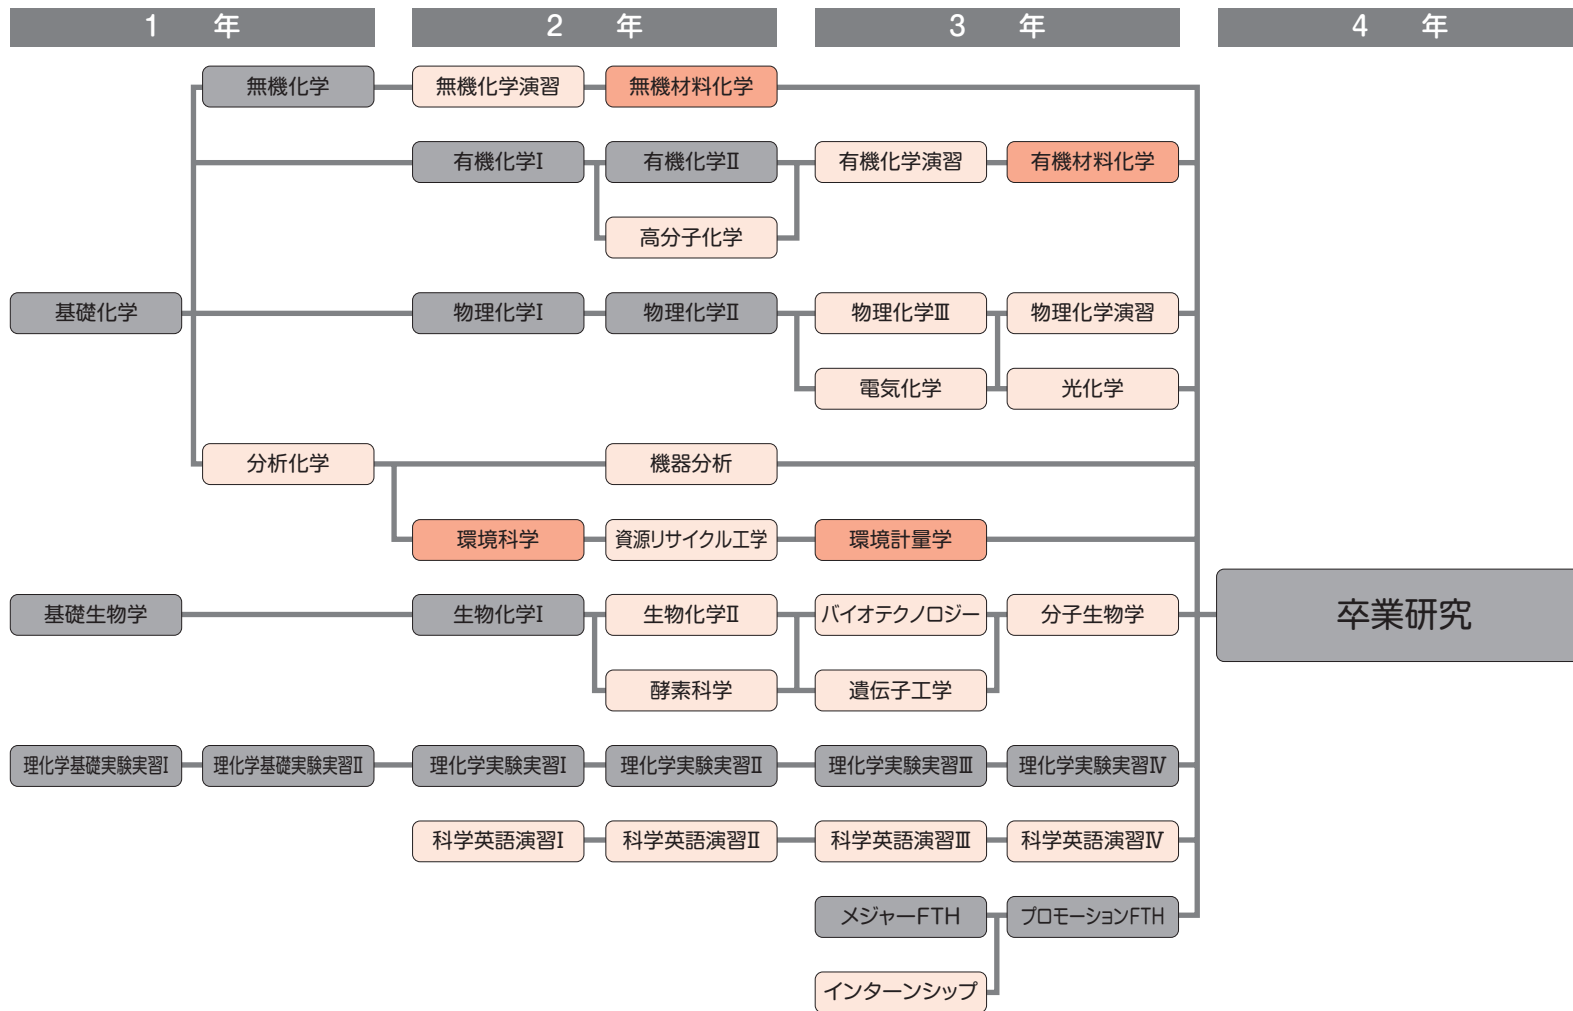 1 年
2 年
3 年
4 年
無機化学
無機化学演習
無機材料化学
有機化学Ⅰ
有機化学Ⅱ
有機化学演習
有機材料化学
高分子化学
基礎化学
物理化学Ⅰ
物理化学Ⅱ
物理化学Ⅲ
物理化学演習
電気化学
光化学
分析化学
機器分析
環境科学
資源リサイクル工学
環境計量学
基礎生物学
生物化学Ⅰ
生物化学Ⅱ
バイオテクノロジー
分子生物学
卒業研究
酵素科学
遺伝子工学
理化学基礎実験実習Ⅰ
理化学基礎実験実習Ⅱ
理化学実験実習Ⅰ
理化学実験実習Ⅱ
理化学実験実習Ⅲ
理化学実験実習Ⅳ
科学英語演習Ⅰ
科学英語演習Ⅱ
科学英語演習Ⅲ
科学英語演習Ⅳ
メジャーFTH
プロモーションFTH
インターンシップ